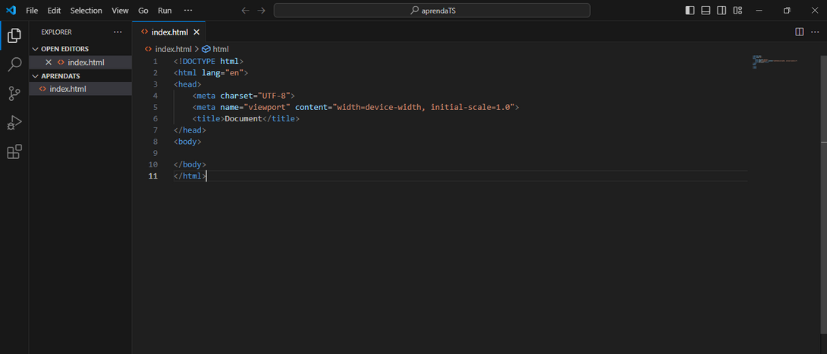 File Edit Selection View Go Run ··· aprendaTS
EXPLORER ···
OPEN EDITORS
index.html
APRENDATS
index.html
index.html
index.html > html
1 <!DOCTYPE html>
2 <html lang="en">
3 <head>
4     <meta charset="UTF-8">
5     <meta name="viewport" content="width=device-width, initial-scale=1.0">
6     <title>Document</title>
7 </head>
8 <body>
9
10 </body>
11 </html>